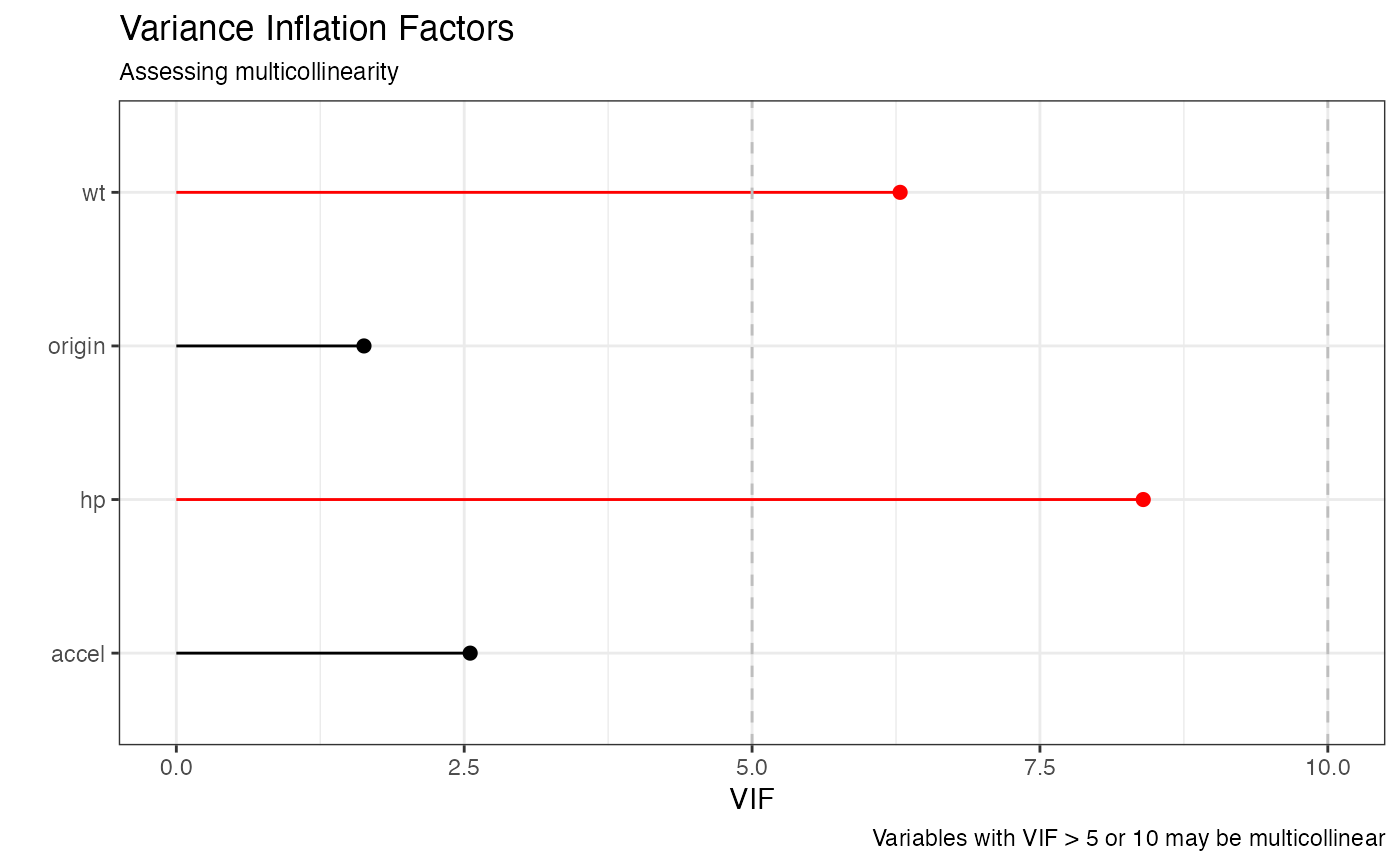 Variance Inflation Factors
Assessing multicollinearity
wt
origin
hp
accel
0.0 2.5 5.0 7.5 10.0
VIF
Variables with VIF > 5 or 10 may be multicollinear